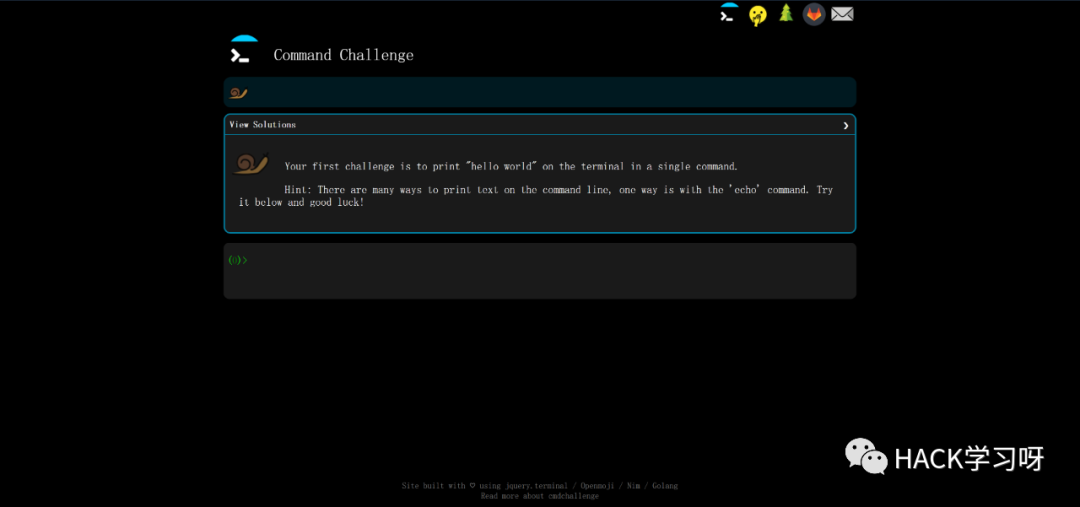 Command Challenge
View Solutions
Your first challenge is to print "hello world" on the terminal in a single command.
Hint: There are many ways to print text on the command line, one way is with the 'echo' command. Try
it below and good luck!
(○)>
Site built with ♡ using jquery.terminal / Openmoji / Nim / Golang
Read more about cmdchallenge
HACK学习呀